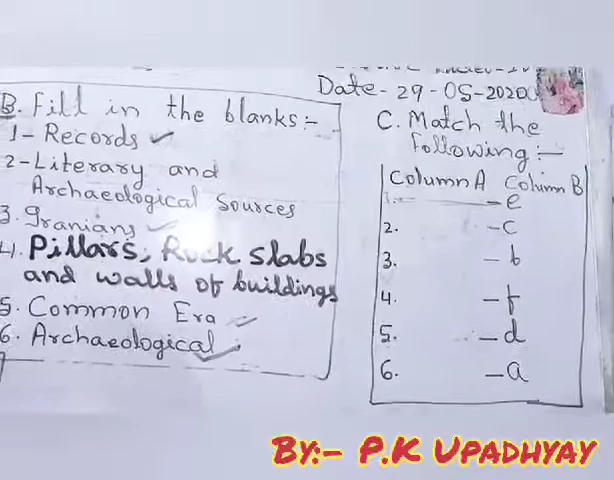 Date- 29-05-2020
B. Fill in the blanks:-
1- Records
2- Literary and
Archaeological Sources
3. Iranians
4. Pillars, Rock slabs
and walls of buildings
5. Common Era
6. Archaeological
C. Match the
following:-
Column A Column B
1. -e
2. -c
3. -b
4. -f
5. -d
6. -a
By:- P.K UPADHYAY